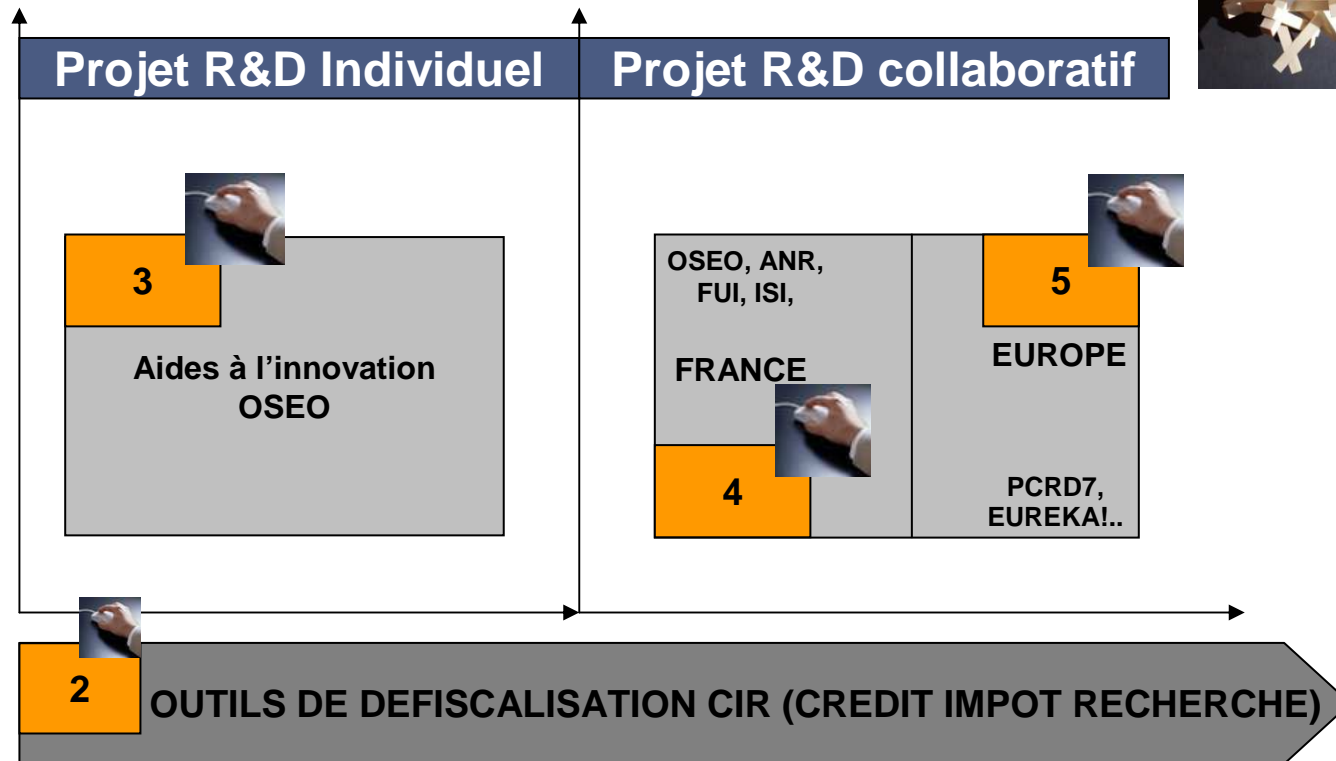 Projet R&D Individuel
Projet R&D collaboratif
3
Aides à l’innovation
OSEO
OSEO, ANR,
FUI, ISI,
FRANCE
4
5
EUROPE
PCRD7,
EUREKA!..
2
OUTILS DE DEFISCALISATION CIR (CREDIT IMPOT RECHERCHE)